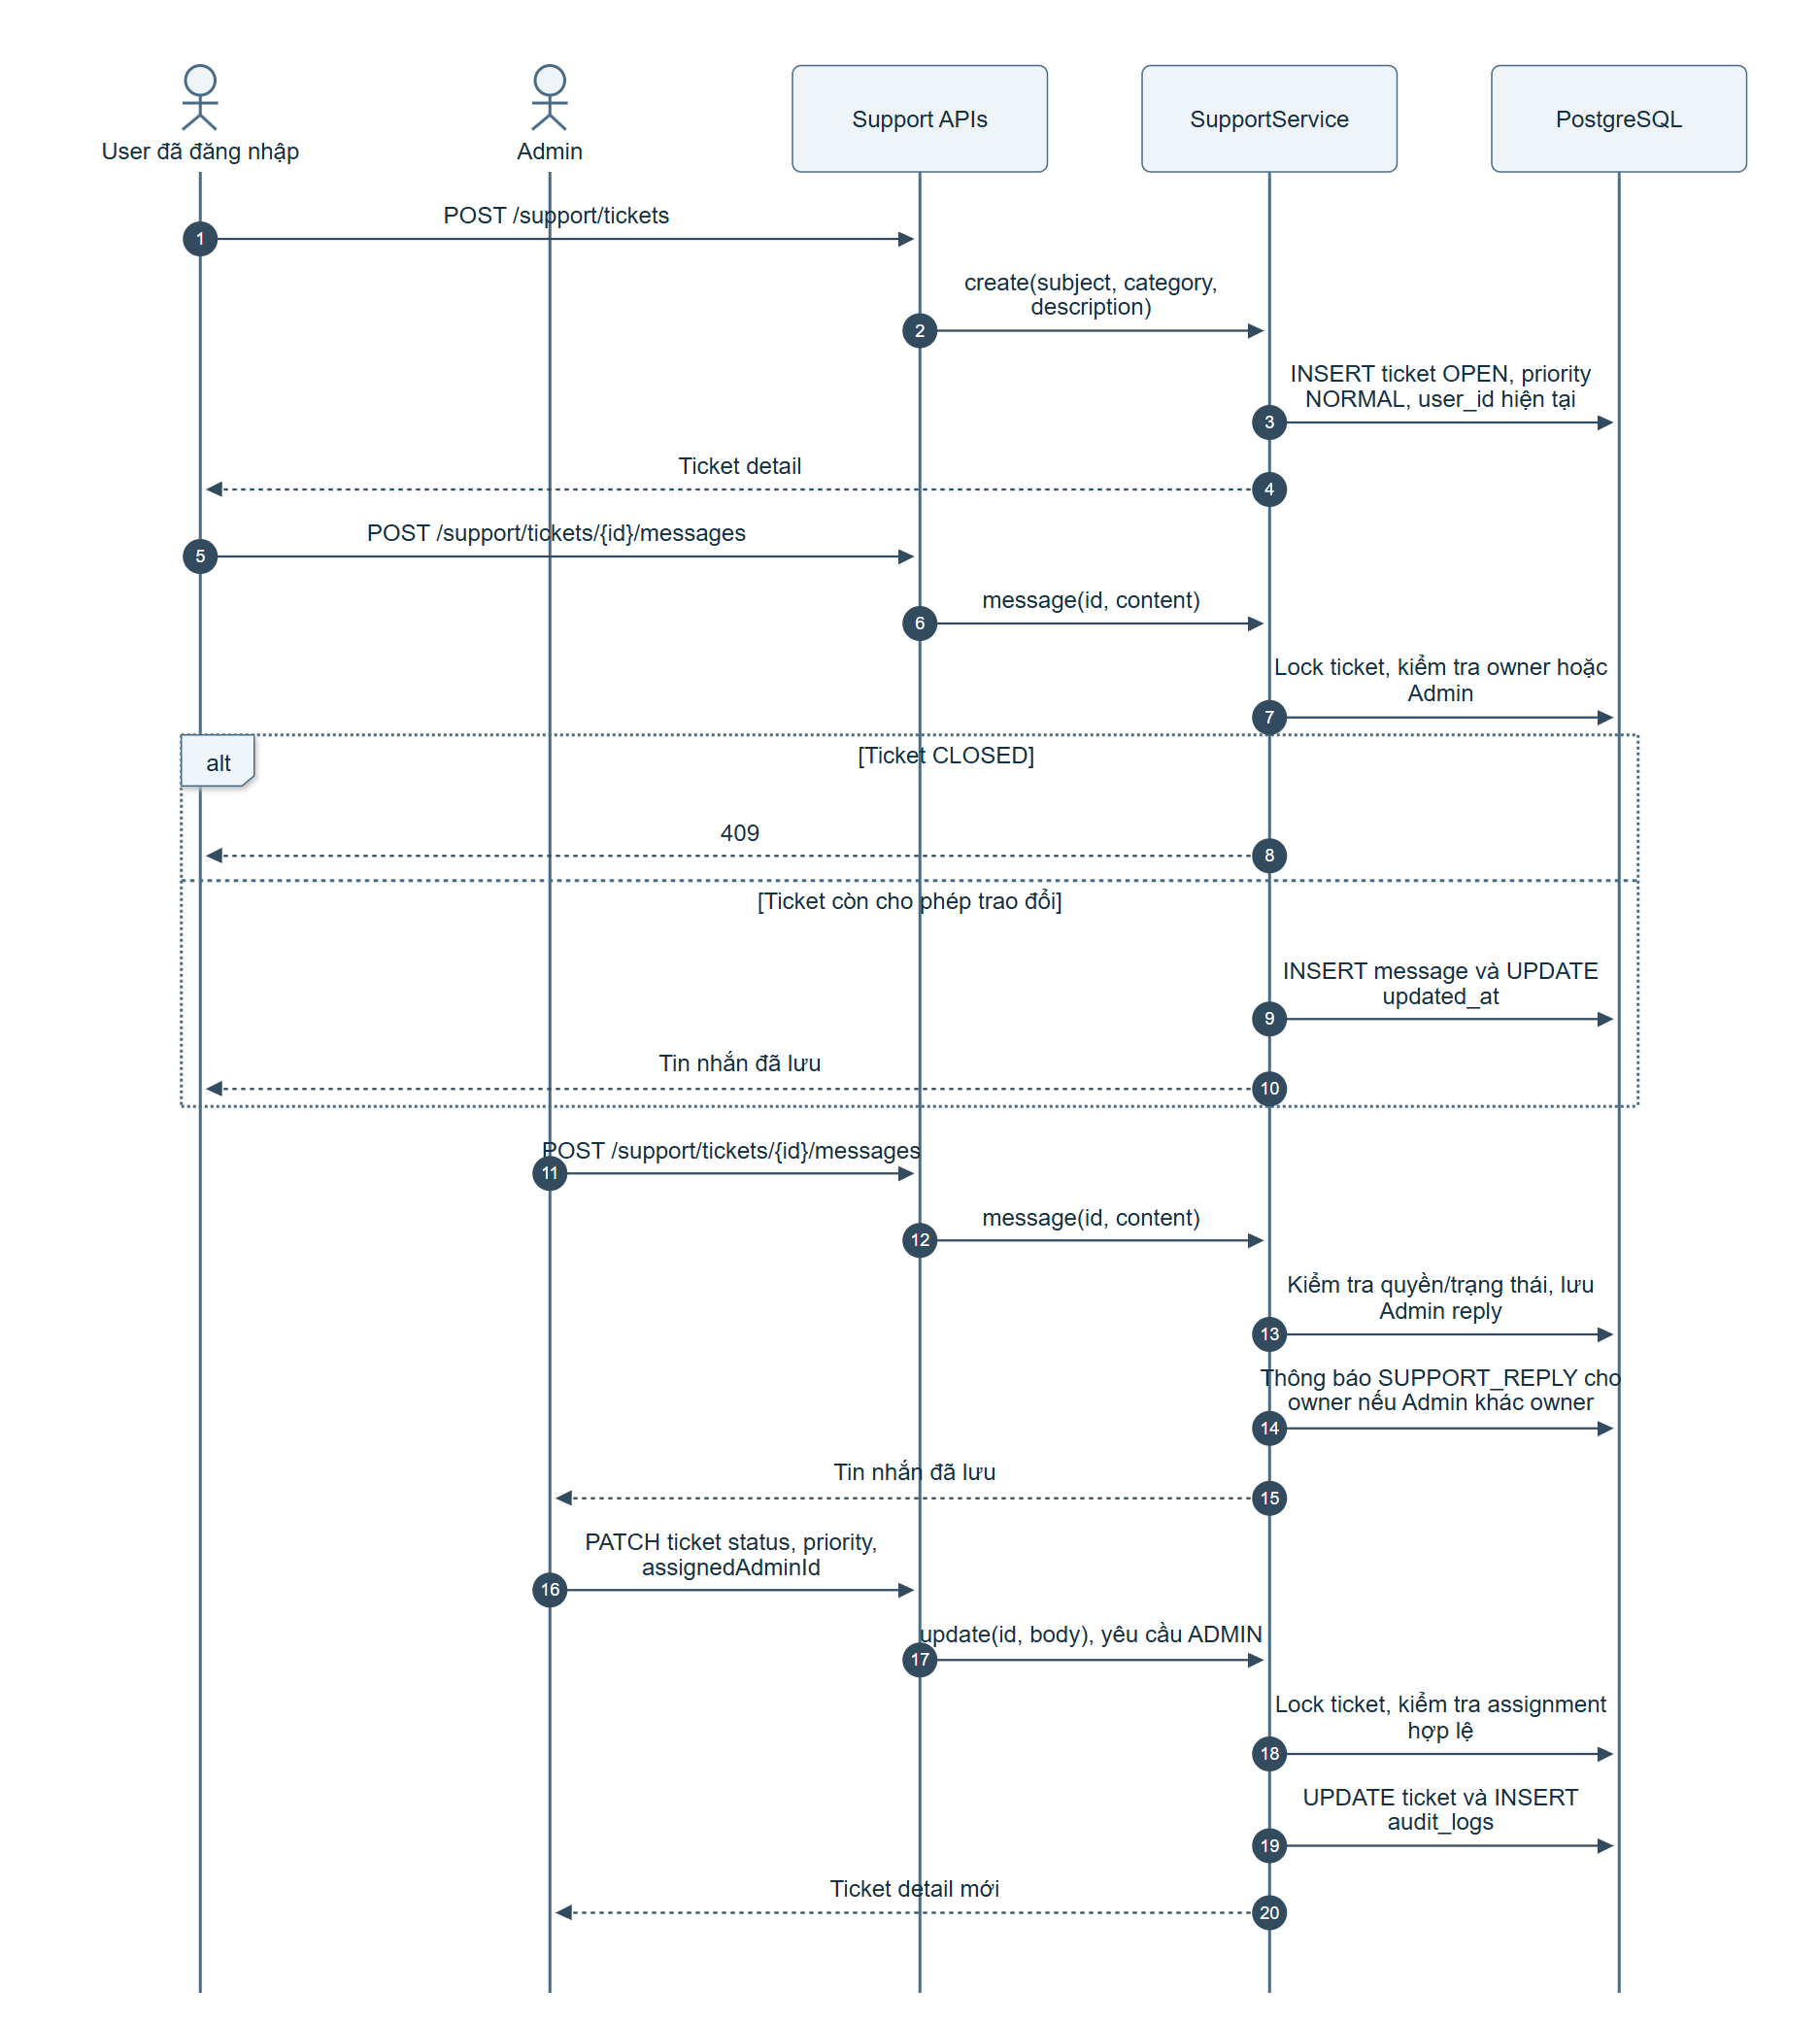 User đã đăng nhập
Admin
Support APIs
SupportService
PostgreSQL
POST /support/tickets
1
create(subject, category,
description)
2
INSERT ticket OPEN, priority
NORMAL, user_id hiện tại
3
Ticket detail
4
POST /support/tickets/{id}/messages
5
message(id, content)
6
Lock ticket, kiểm tra owner hoặc
Admin
7
alt
[Ticket CLOSED]
409
8
[Ticket còn cho phép trao đổi]
INSERT message và UPDATE
updated_at
9
Tin nhắn đã lưu
10
POST /support/tickets/{id}/messages
11
message(id, content)
12
Kiểm tra quyền/trạng thái, lưu
Admin reply
13
Thông báo SUPPORT_REPLY cho
owner nếu Admin khác owner
14
Tin nhắn đã lưu
15
PATCH ticket status, priority,
assignedAdminId
16
update(id, body), yêu cầu ADMIN
17
Lock ticket, kiểm tra assignment
hợp lệ
18
UPDATE ticket và INSERT
audit_logs
19
Ticket detail mới
20